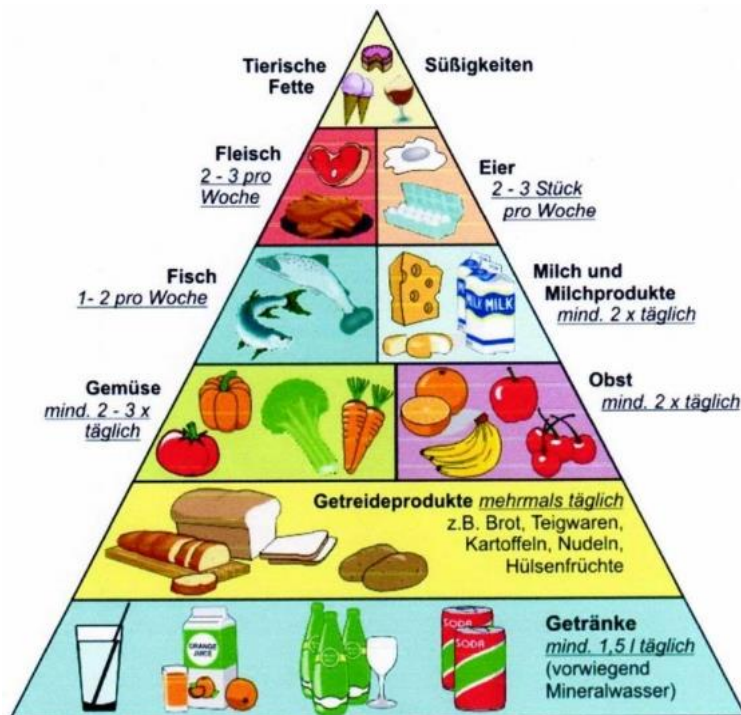 Tierische
Fette
Süßigkeiten
Fleisch
2 - 3 pro
Woche
Eier
2 - 3 Stück
pro Woche
Fisch
1- 2 pro Woche
Milch und
Milchprodukte
mind. 2 x täglich
MILK
MILK
Gemüse
mind. 2 - 3 x
täglich
Obst
mind. 2 x täglich
Getreideprodukte mehrmals täglich
z.B. Brot, Teigwaren,
Kartoffeln, Nudeln,
Hülsenfrüchte
Getränke
mind. 1,5 l täglich
(vorwiegend
Mineralwasser)
ORANGE
JUICE
SODA
SODA